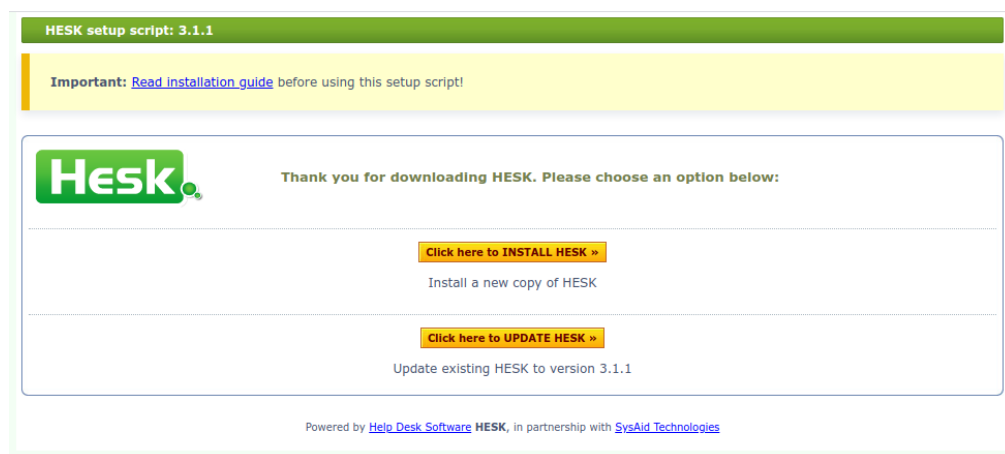 HESK setup script: 3.1.1
Important: Read installation guide before using this setup script!
Hesk
Thank you for downloading HESK. Please choose an option below:
Click here to INSTALL HESK »
Install a new copy of HESK
Click here to UPDATE HESK »
Update existing HESK to version 3.1.1
Powered by Help Desk Software HESK, in partnership with SysAid Technologies